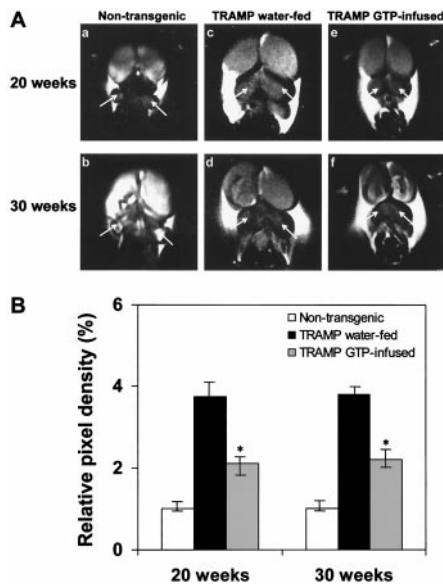 A
Non-transgenic TRAMP water-fed TRAMP GTP-infused
20 weeks
a c e
30 weeks
b d f
B
Relative pixel density (%)
6
4
2
0
Non-transgenic
TRAMP water-fed
TRAMP GTP-infused
* *
20 weeks 30 weeks